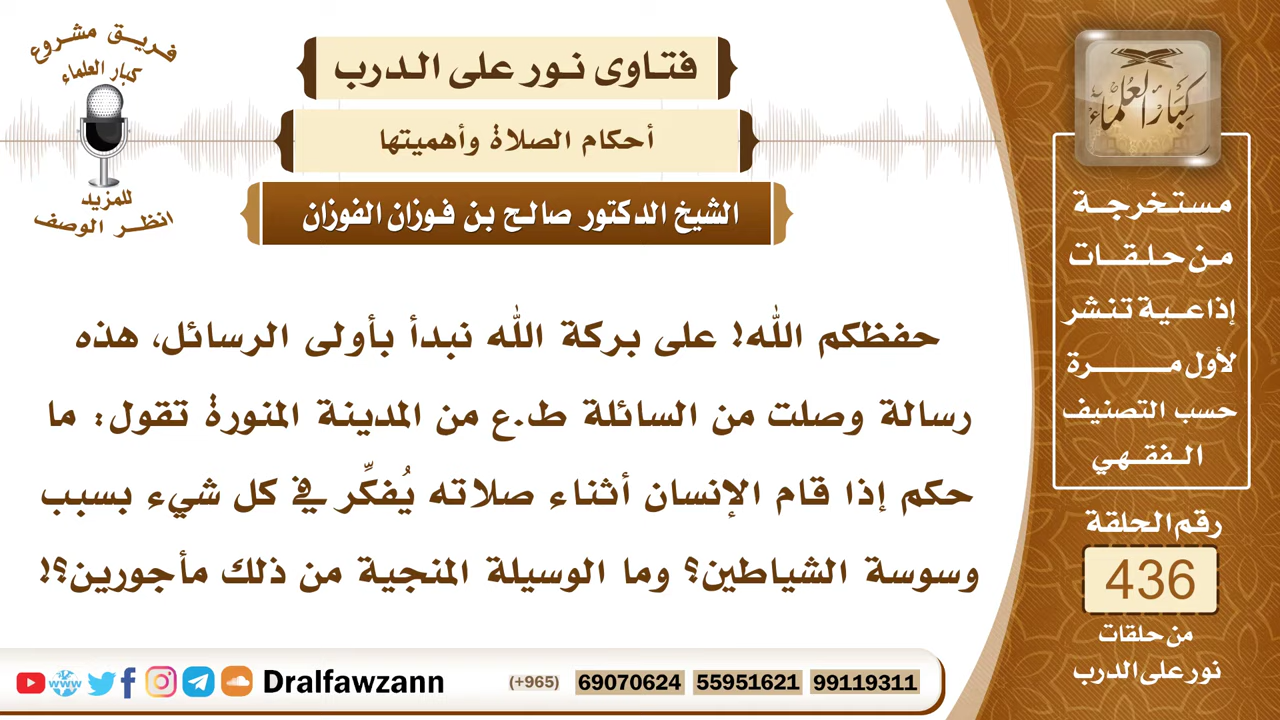 فريق مشروع
كبار العلماء
للمزيد
انظر الوصف
فتاوى نور على الدرب
أحكام الصلاة وأهميتها
الشيخ الدكتور صالح بن فوزان الفوزان
حفظكم الله! على بركة الله نبدأ بأولى الرسائل، هذه
رسالة وصلت من السائلة ط.ع من المدينة المنورة تقول: ما
حكم إذا قام الإنسان أثناء صلاته يُفكِّر في كل شيء بسبب
وسوسة الشياطين؟ وما الوسيلة المنجية من ذلك مأجورين؟!
كبار العلماء
مستخرجة
من حلقات
إذاعية تنشر
لأول مرة
حسب التصنيف
الفقهي
رقم الحلقة
436
من حلقات
نور على الدرب
www
Dralfawzann
(+965) 69070624 55951621 99119311